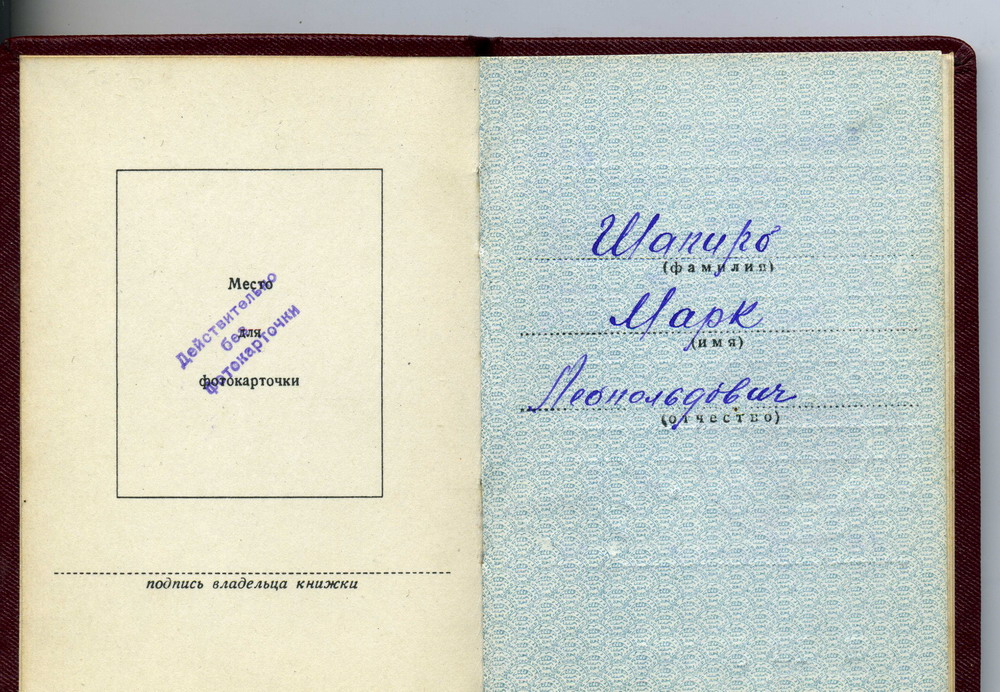 Место
для
фотокарточки
Действительно
без
фотокарточки
подпись владельца книжки
Шапиро
(фамилия)
Марк
(имя)
Леопольдович
(отчество)